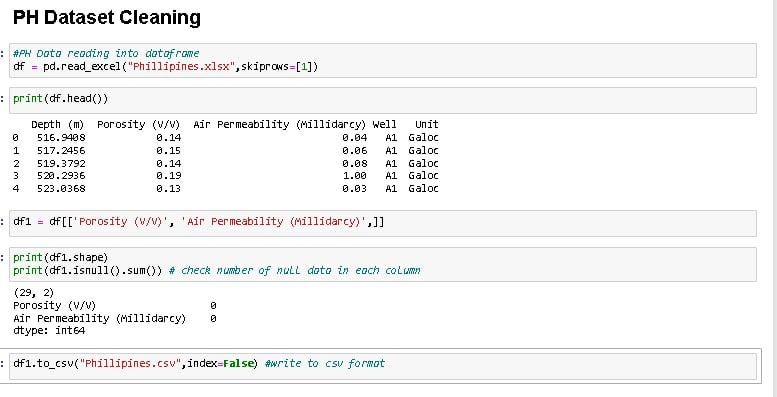 PH Dataset Cleaning
: #PH Data reading into dataframe
df = pd.read_excel("Phillipines.xlsx",skiprows=[1])
: print(df.head())
Depth (m) Porosity (V/V) Air Permeability (Millidarcy) Well Unit
0 516.9408 0.14 0.04 A1 Galoc
1 517.2456 0.15 0.06 A1 Galoc
2 519.3792 0.14 0.08 A1 Galoc
3 520.2936 0.19 1.00 A1 Galoc
4 523.0368 0.13 0.03 A1 Galoc
: df1 = df[['Porosity (V/V)', 'Air Permeability (Millidarcy)',]]
: print(df1.shape)
print(df1.isnull().sum()) # check number of null data in each column
(29, 2)
Porosity (V/V) 0
Air Permeability (Millidarcy) 0
dtype: int64
: df1.to_csv("Phillipines.csv",index=False) #write to csv format